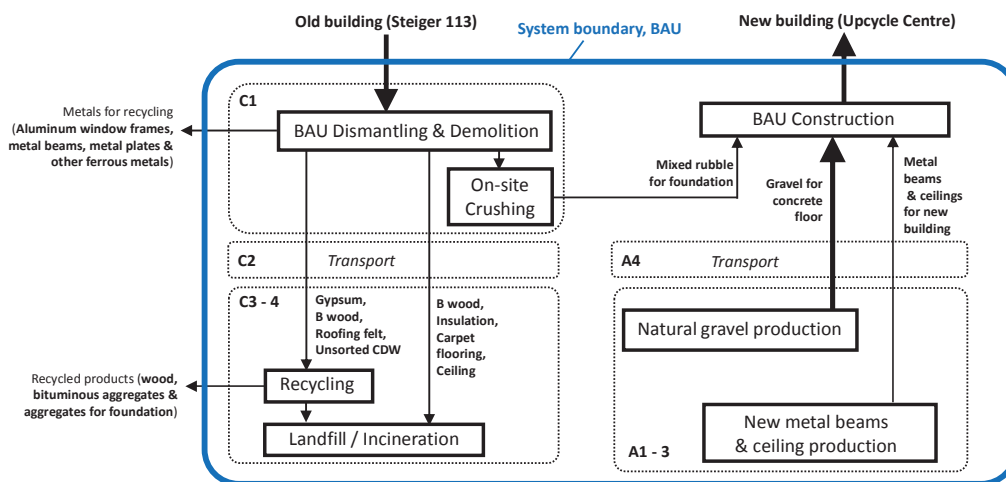 Old building (Steiger 113)
System boundary, BAU
New building (Upcycle Centre)
Metals for recycling
(Aluminum window frames,
metal beams, metal plates &
other ferrous metals)
C1
BAU Dismantling & Demolition
On-site
Crushing
Mixed rubble
for foundation
BAU Construction
Gravel for
concrete
floor
Metal
beams
& ceilings
for new
building
C2
Transport
A4
Transport
C3 - 4
Gypsum,
B wood,
Roofing felt,
Unsorted CDW
B wood,
Insulation,
Carpet
flooring,
Ceiling
Natural gravel production
Recycled products (wood,
bituminous aggregates &
aggregates for foundation)
Recycling
Landfill / Incineration
New metal beams
& ceiling production
A1 - 3